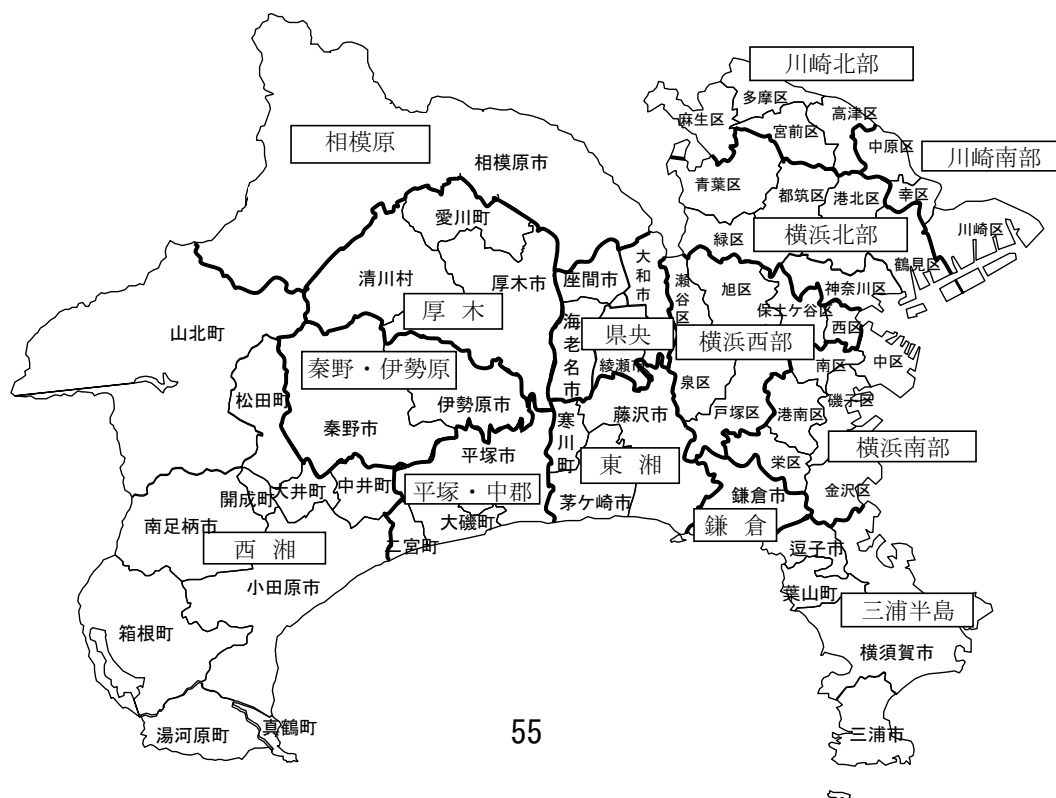 川崎北部
多摩区
麻生区
高津区
宮前区
中原区
川崎南部
相模原
相模原市
青葉区
都筑区
港北区
幸区
川崎区
愛川町
緑区
横浜北部
鶴見区
清川村
厚木市
座間市
大和市
瀬谷区
旭区
神奈川区
厚 木
保土ケ谷区
西区
山北町
海老名市
県央
横浜西部
中区
秦野・伊勢原
綾瀬市
南区
松田町
伊勢原市
泉区
磯子区
秦野市
寒川町
藤沢市
戸塚区
港南区
横浜南部
平塚市
東 湘
栄区
開成町
大井町
中井町
平塚・中郡
鎌倉市
金沢区
南足柄市
大磯町
茅ケ崎市
鎌 倉
西 湘
二宮町
逗子市
小田原市
葉山町
三浦半島
箱根町
横須賀市
湯河原町
真鶴町
55
三浦市